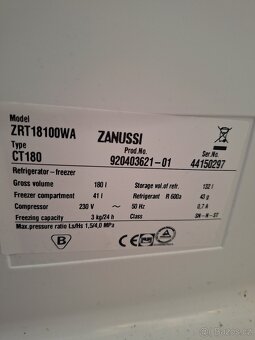 Model
ZRT18100WA ZANUSSI
Type Prod.No. Ser.No.
CT180 920403621-01 44150297
Refrigerator-freezer
Gross volume 180 l Storage vol.of refr. 132 l
Freezer compartment 41 l Refrigerant R 600a 43 g
Compressor 230 V ~ 50 Hz 0,7 A
Freezing capacity 3 kg/24 h Class SN-N-ST
Max.pressure ratio Ls/Hs 1,5/4,0 MPa
B